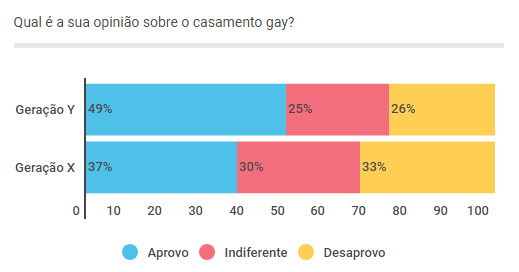 Qual é a sua opinião sobre o casamento gay?
Geração Y 49% 25% 26%
Geração X 37% 30% 33%
0 10 20 30 40 50 60 70 80 90 100
Aprovo Indiferente Desaprovo